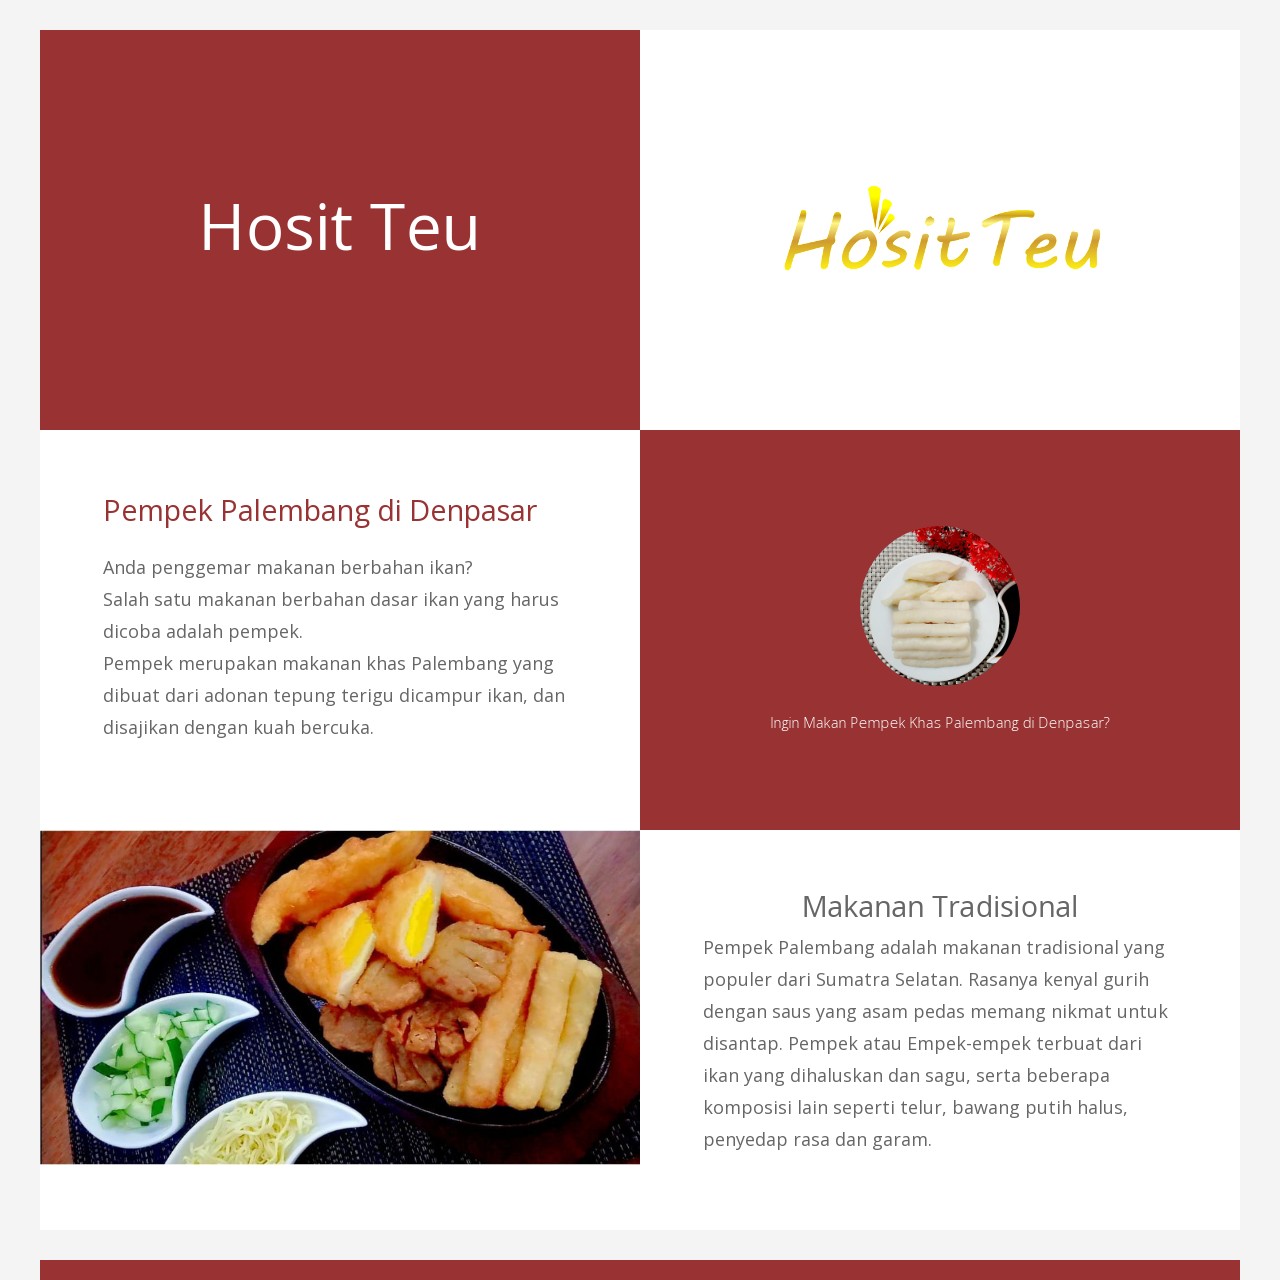 Hosit Teu
Hosit Teu
Pempek Palembang di Denpasar
Anda penggemar makanan berbahan ikan?
Salah satu makanan berbahan dasar ikan yang harus
dicoba adalah pempek.
Pempek merupakan makanan khas Palembang yang
dibuat dari adonan tepung terigu dicampur ikan, dan
disajikan dengan kuah bercuka.
Ingin Makan Pempek Khas Palembang di Denpasar?
Makanan Tradisional
Pempek Palembang adalah makanan tradisional yang
populer dari Sumatra Selatan. Rasanya kenyal gurih
dengan saus yang asam pedas memang nikmat untuk
disantap. Pempek atau Empek-empek terbuat dari
ikan yang dihaluskan dan sagu, serta beberapa
komposisi lain seperti telur, bawang putih halus,
penyedap rasa dan garam.